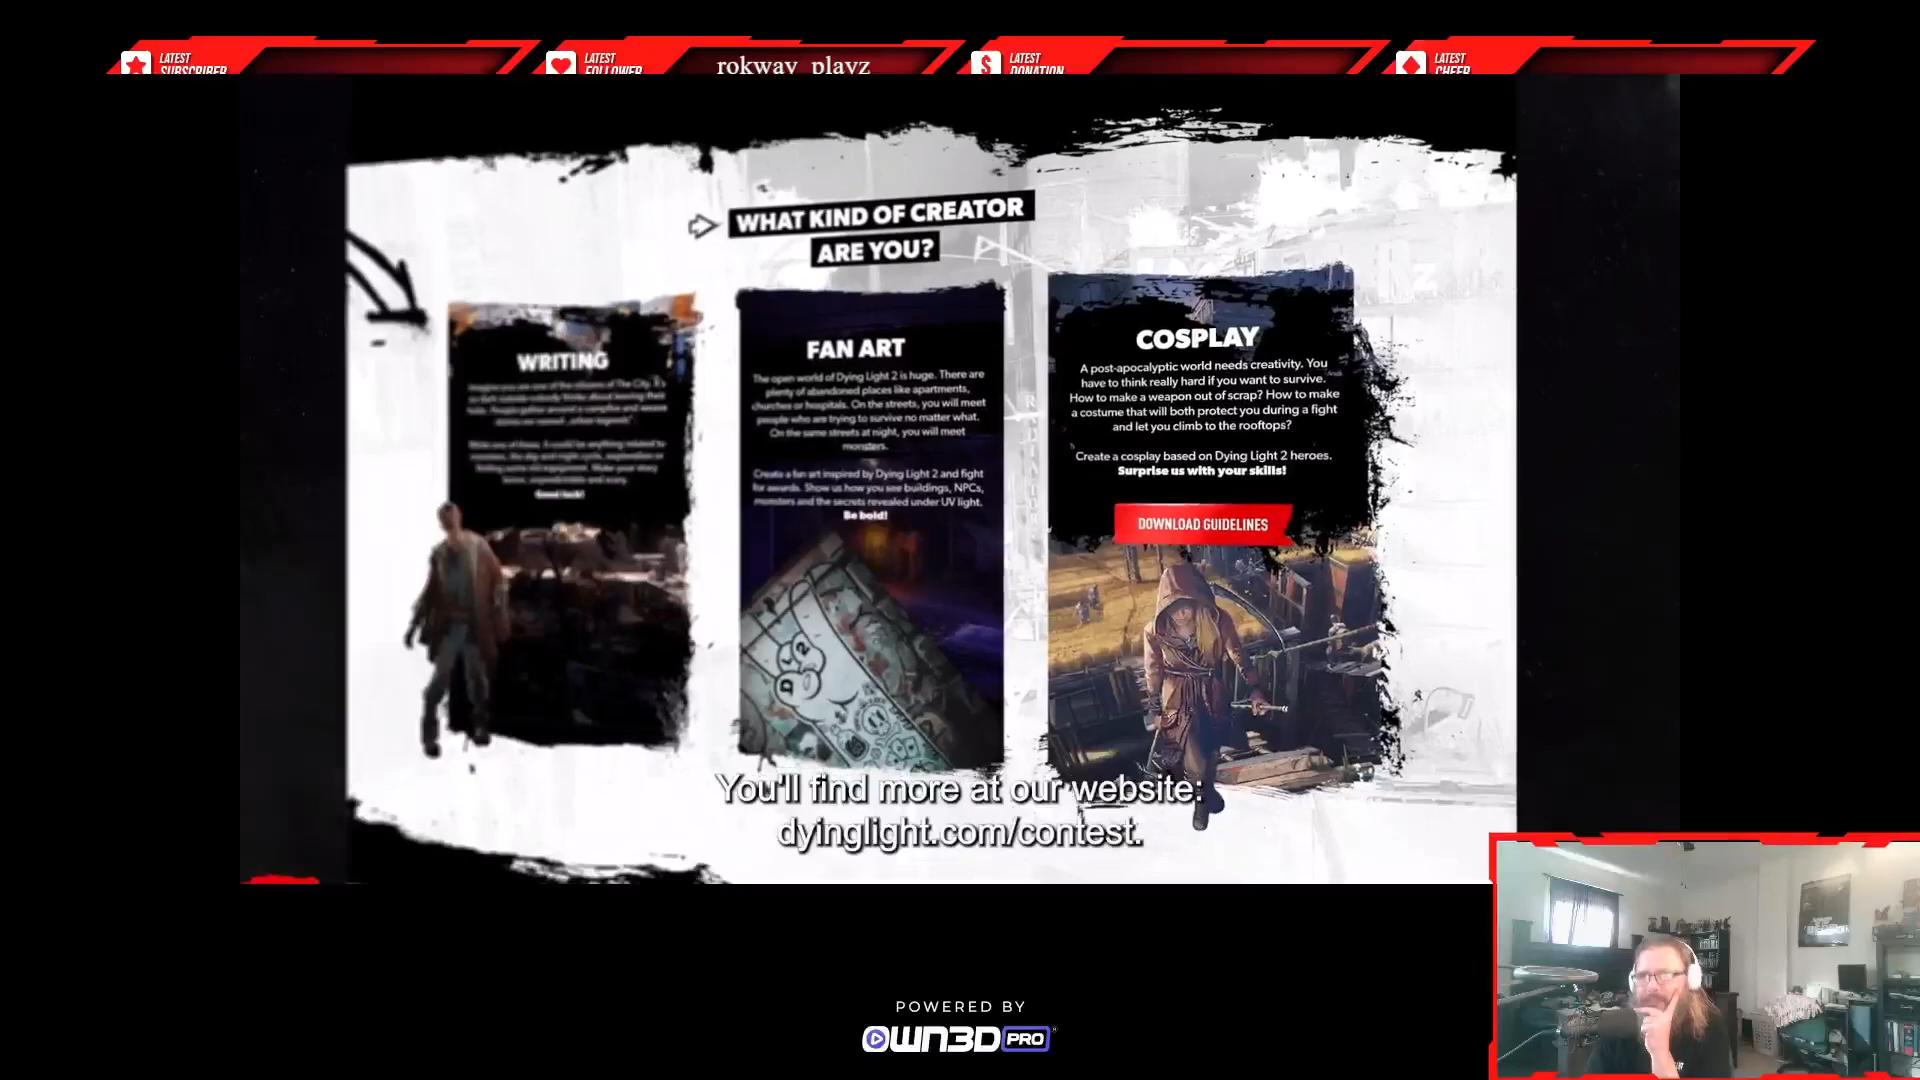 LATEST
SUBSCRIBER
LATEST
FOLLOWER
rokway_playz
LATEST
DONATION
LATEST
CHEER
WHAT KIND OF CREATOR
ARE YOU?
WRITING
FAN ART
The open world of Dying Light 2 is huge. There are
plenty of abandoned places like apartments,
churches or hospitals. On the streets, you will meet
people who are trying to survive no matter what.
On the same streets at night, you will meet
monsters.
Create a fan art inspired by Dying Light 2 and fight
for awards. Show us how you see buildings, NPCs,
monsters and the secrets revealed under UV light.
Be bold!
COSPLAY
A post-apocalyptic world needs creativity. You
have to think really hard if you want to survive.
How to make a weapon out of scrap? How to make
a costume that will both protect you during a fight
and let you climb to the rooftops?
Create a cosplay based on Dying Light 2 heroes.
Surprise us with your skills!
DOWNLOAD GUIDELINES
You'll find more at our website:
dyinglight.com/contest.
POWERED BY
OWN3D PRO